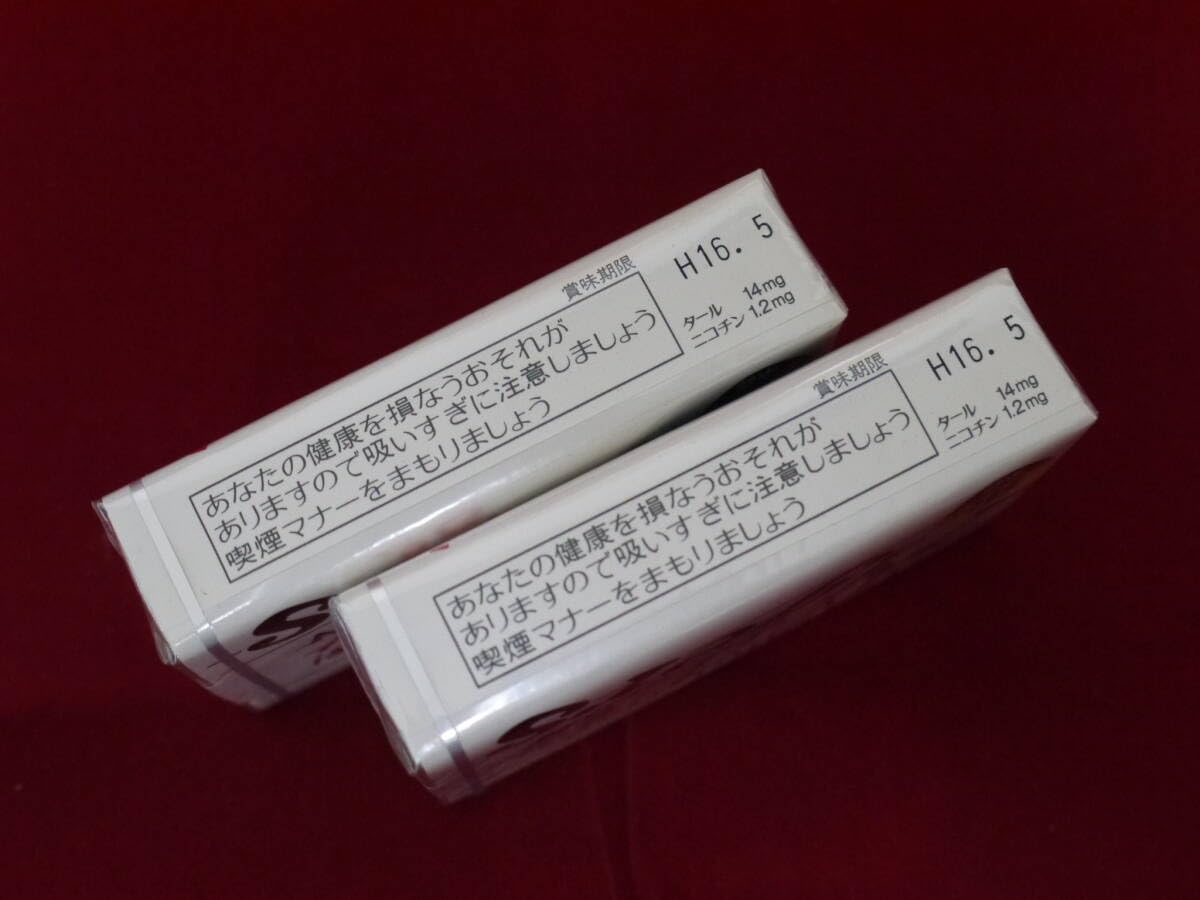 賞味期限
H16. 5
あなたの健康を損なうおそれが
ありますので吸いすぎに注意しましょう
喫煙マナーをまもりましょう
タール 14mg
ニコチン 1.2mg
賞味期限
H16. 5
あなたの健康を損なうおそれが
ありますので吸いすぎに注意しましょう
喫煙マナーをまもりましょう
タール 14mg
ニコチン 1.2mg